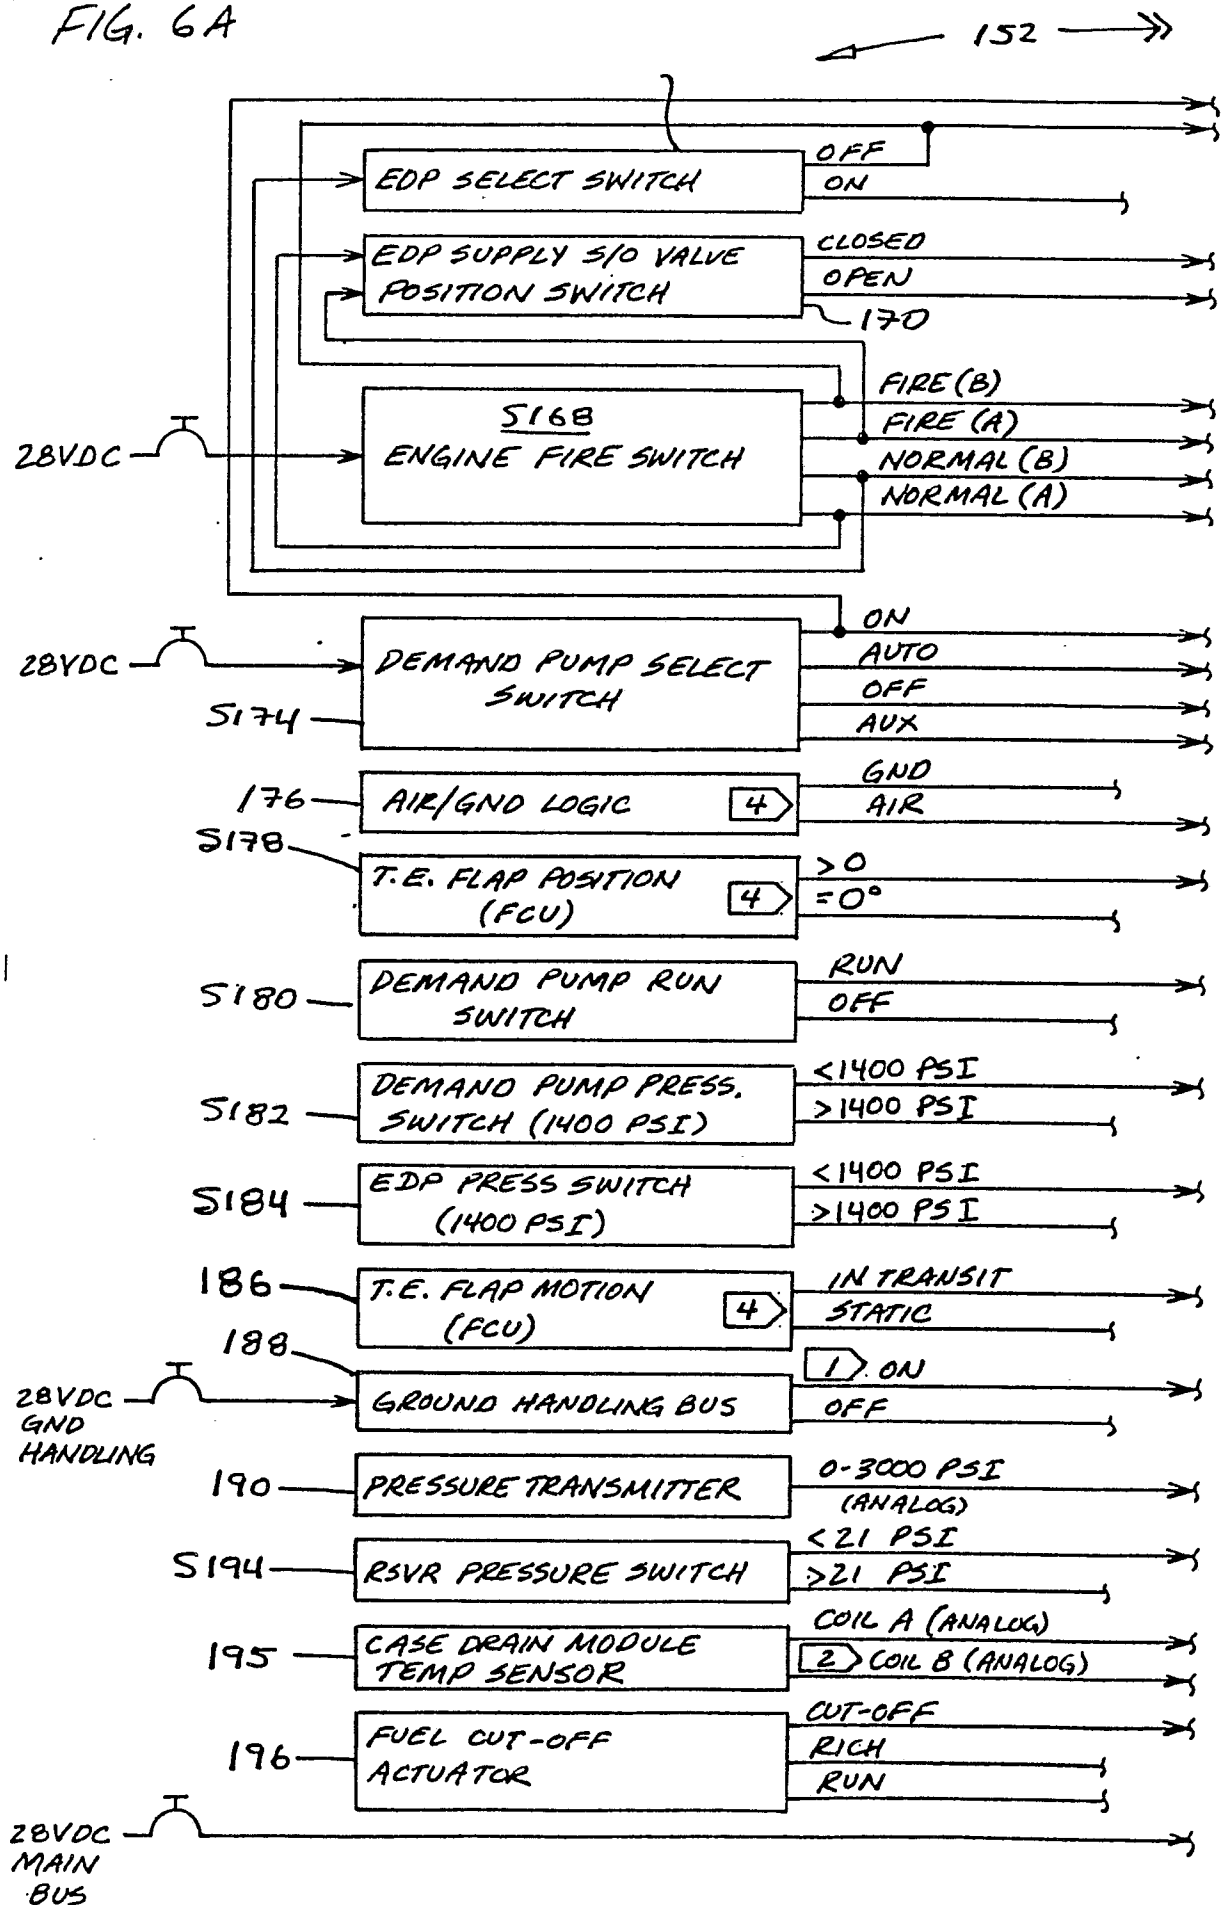 FIG. 6A
152
EDP SELECT SWITCH
OFF
ON
EDP SUPPLY S/O VALVE
POSITION SWITCH
CLOSED
OPEN
170
28VDC
S168
ENGINE FIRE SWITCH
FIRE (B)
FIRE (A)
NORMAL (B)
NORMAL (A)
28VDC
S174
DEMAND PUMP SELECT
SWITCH
ON
AUTO
OFF
AUX
176
AIR/GND LOGIC
4
GND
AIR
S178
T.E. FLAP POSITION
(FCU)
4
>0
=0°
S180
DEMAND PUMP RUN
SWITCH
RUN
OFF
S182
DEMAND PUMP PRESS.
SWITCH (1400 PSI)
<1400 PSI
>1400 PSI
S184
EDP PRESS SWITCH
(1400 PSI)
<1400 PSI
>1400 PSI
186
T.E. FLAP MOTION
(FCU)
4
IN TRANSIT
STATIC
188
28VDC
GND
HANDLING
GROUND HANDLING BUS
1 ON
OFF
190
PRESSURE TRANSMITTER
0-3000 PSI
(ANALOG)
S194
RSVR PRESSURE SWITCH
<21 PSI
>21 PSI
195
CASE DRAIN MODULE
TEMP SENSOR
COIL A (ANALOG)
2 COIL B (ANALOG)
196
FUEL CUT-OFF
ACTUATOR
CUT-OFF
RICH
RUN
28VDC
MAIN
BUS